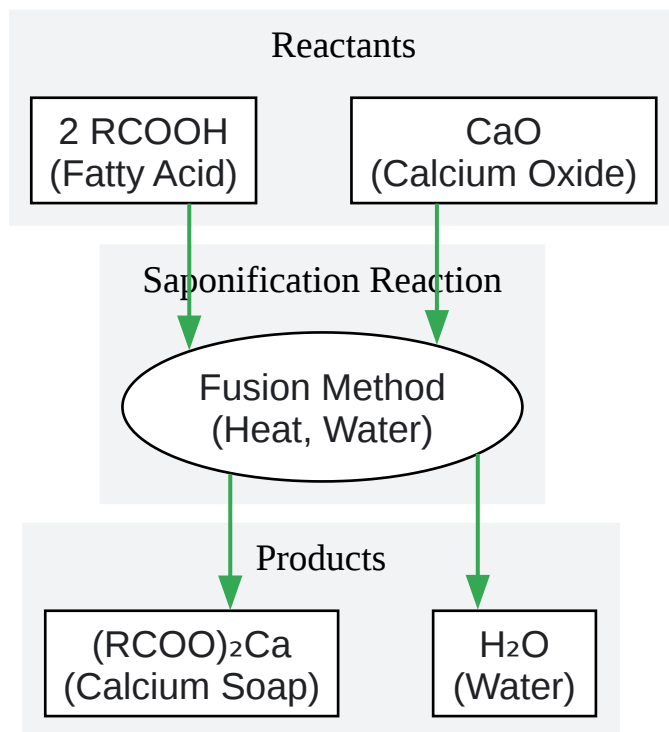 Reactants
2 RCOOH
(Fatty Acid)
CaO
(Calcium Oxide)
Saponification Reaction
Fusion Method
(Heat, Water)
Products
(RCOO)₂Ca
(Calcium Soap)
H₂O
(Water)